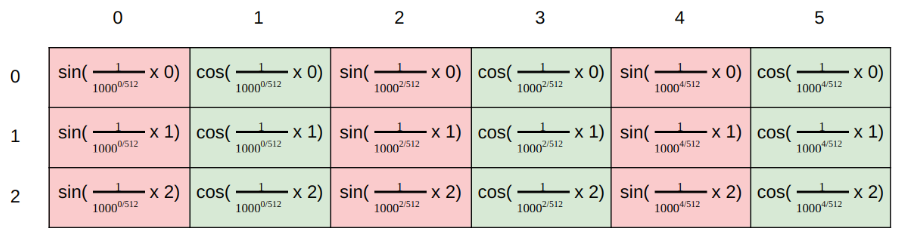 0 1 2 3 4 5
0 sin( 1/1000^0/512 x 0) cos( 1/1000^0/512 x 0) sin( 1/1000^2/512 x 0) cos( 1/1000^2/512 x 0) sin( 1/1000^4/512 x 0) cos( 1/1000^4/512 x 0)
1 sin( 1/1000^0/512 x 1) cos( 1/1000^0/512 x 1) sin( 1/1000^2/512 x 1) cos( 1/1000^2/512 x 1) sin( 1/1000^4/512 x 1) cos( 1/1000^4/512 x 1)
2 sin( 1/1000^0/512 x 2) cos( 1/1000^0/512 x 2) sin( 1/1000^2/512 x 2) cos( 1/1000^2/512 x 2) sin( 1/1000^4/512 x 2) cos( 1/1000^4/512 x 2)